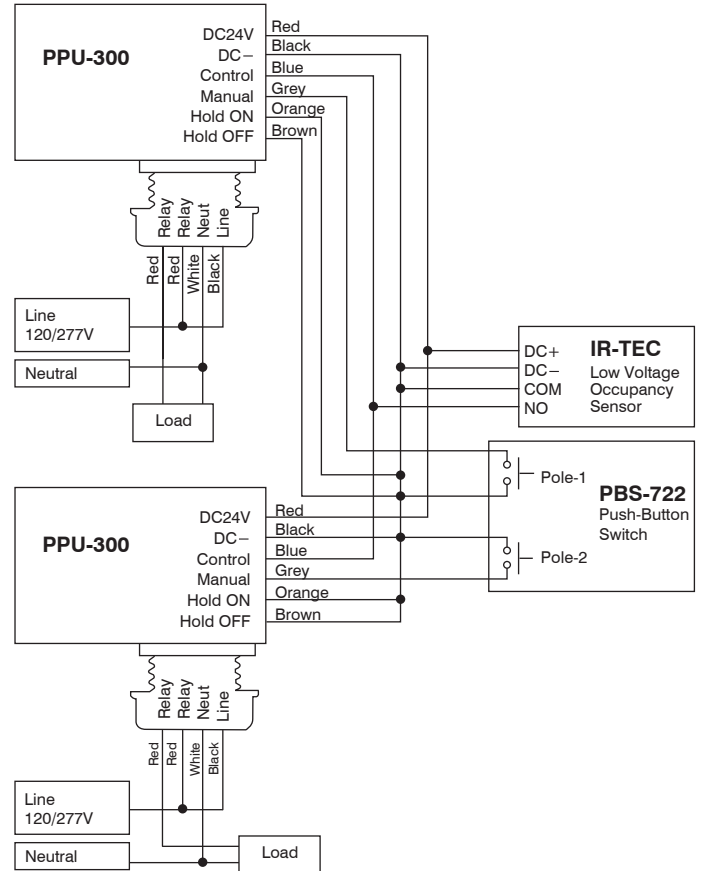 PPU-300
DC24V Red
DC− Black
Control Blue
Manual Grey
Hold ON Orange
Hold OFF Brown
Relay Relay Neut Line
Red Red White Black
Line
120/277V
Neutral
Load
DC+
DC−
COM
NO
IR-TEC
Low Voltage
Occupancy
Sensor
Pole-1
Pole-2
PBS-722
Push-Button
Switch
PPU-300
DC24V Red
DC− Black
Control Blue
Manual Grey
Hold ON Orange
Hold OFF Brown
Relay Relay Neut Line
Red Red White Black
Line
120/277V
Neutral
Load